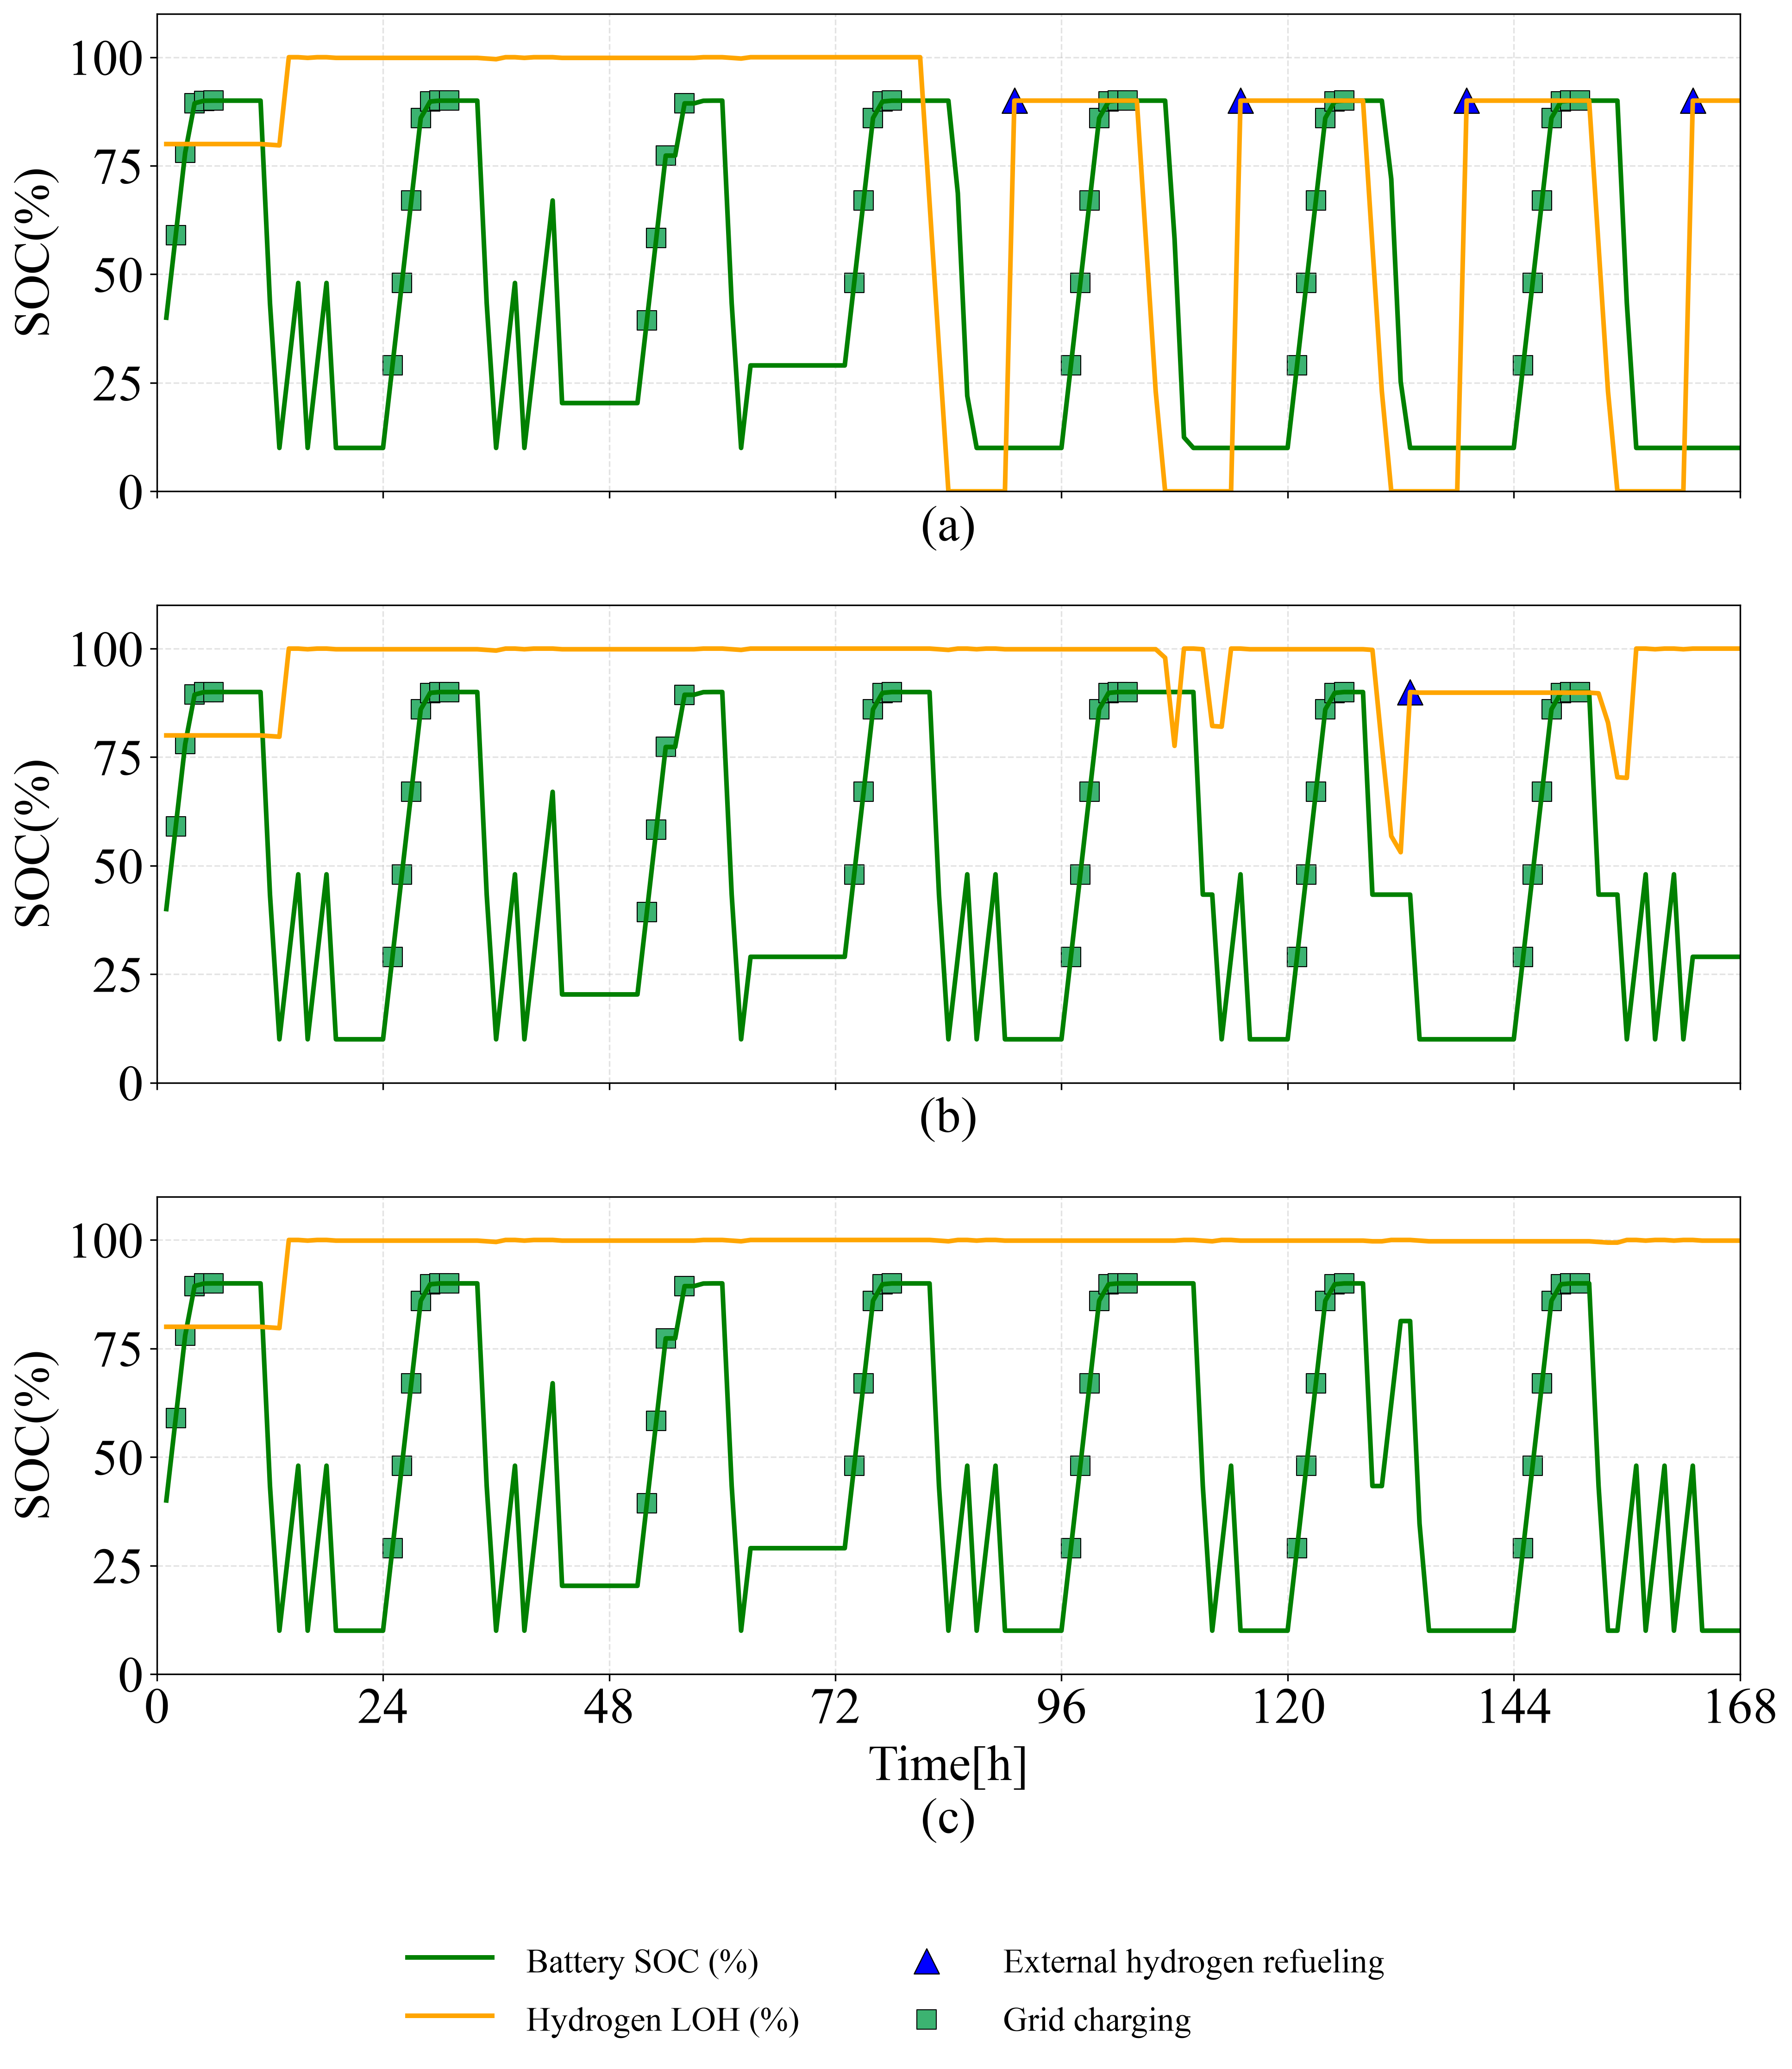 100
75
50
25
0
SOC(%)
(a)
100
75
50
25
0
SOC(%)
(b)
100
75
50
25
0
SOC(%)
0 24 48 72 96 120 144 168
Time[h]
(c)
Battery SOC (%)
Hydrogen LOH (%)
External hydrogen refueling
Grid charging